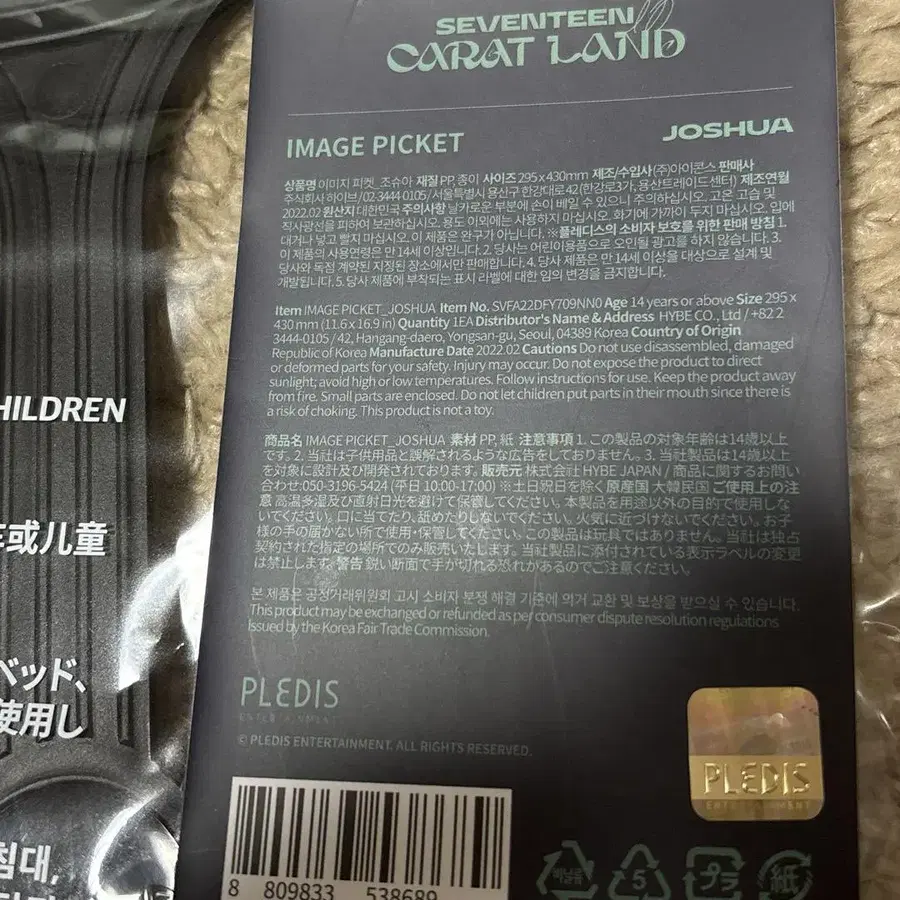 SEVENTEEN
CARAT LAND
IMAGE PICKET
JOSHUA
상품명 이미지 피켓_조슈아 재질 PP, 종이 사이즈 295 x 430mm 제조/수입사 (주)아이콘스 판매사
주식회사 하이브/02-3444-0105/서울특별시 용산구 한강대로 42 (한강로3가, 용산트레이드센터) 제조연월
2022.02 원산지 대한민국 주의사항 날카로운 부분에 손이 베일 수 있으니 주의하십시오. 고온 고습 및
직사광선을 피하여 보관하십시오. 용도 이외에는 사용하지 마십시오. 화기에 가까이 두지 마십시오. 입에
대거나 넣고 빨지 마십시오. 이 제품은 완구가 아닙니다. ※플레디스의 소비자 보호를 위한 판매 방침 1.
이 제품의 사용연령은 만 14세 이상입니다. 2. 당사는 어린이용품으로 오인될 광고를 하지 않습니다. 3.
당사와 독점 계약된 지정된 장소에서만 판매합니다. 4. 당사 제품은 만 14세 이상을 대상으로 설계 및
개발됩니다. 5. 당사 제품에 부착되는 표시 라벨에 대한 임의 변경을 금지합니다.
Item IMAGE PICKET_JOSHUA Item No. SVFA22DFY709NN0 Age 14 years or above Size 295 x
430 mm (11.6 x 16.9 in) Quantity 1EA Distributor's Name & Address HYBE CO., Ltd / +82.2
3444-0105 / 42, Hangang-daero, Yongsan-gu, Seoul, 04389 Korea Country of Origin
Republic of Korea Manufacture Date 2022.02 Cautions Do not use disassembled, damaged
or deformed parts for your safety. Injury may occur. Do not expose the product to direct
sunlight; avoid high or low temperatures. Follow instructions for use. Keep the product away
from fire. Small parts are enclosed. Do not let children put parts in their mouth since there is
a risk of choking. This product is not a toy.
商品名 IMAGE PICKET_JOSHUA 素材 PP, 紙 注意事項 1. この製品の対象年齢は14歳以上
です。2. 当社は子供用品と誤解されるような広告をしておりません。3. 当社製品は14歳以上
を対象に設計及び開発されております。販売元 株式会社 HYBE JAPAN / 商品に関するお問い
合わせ:050-3196-5424 (平日 10:00-17:00) ※土日祝日を除く 原産国 大韓民国 ご使用上の注
意 高温多湿及び直射日光を避けて保管してください。本製品を用途以外の目的で使用しな
いでください。口に当てたり、舐めたりしないでください。火気に近づけないでください。お子
様の手の届かない所で使用・保管してください。この製品は玩具ではありません。当社は独占
契約された指定の場所でのみ販売いたします。当社製品に添付されている表示ラベルの変更
は禁止します。警告 鋭い断面で手が切れる恐れがあるのでご注意ください。
본 제품은 공정거래위원회 고시 소비자 분쟁 해결 기준에 의거 교환 및 보상을 받으실 수 있습니다.
This product may be exchanged or refunded as per consumer dispute resolution regulations
Issued by the Korea Fair Trade Commission.
PLEDIS
ENTERTAINMENT
© PLEDIS ENTERTAINMENT. ALL RIGHTS RESERVED.
PLEDIS
ENTERTAINMENT
8 809833 538689
5
プラ
紙
HILDREN
或儿童
ベッド、
使用し
침대,